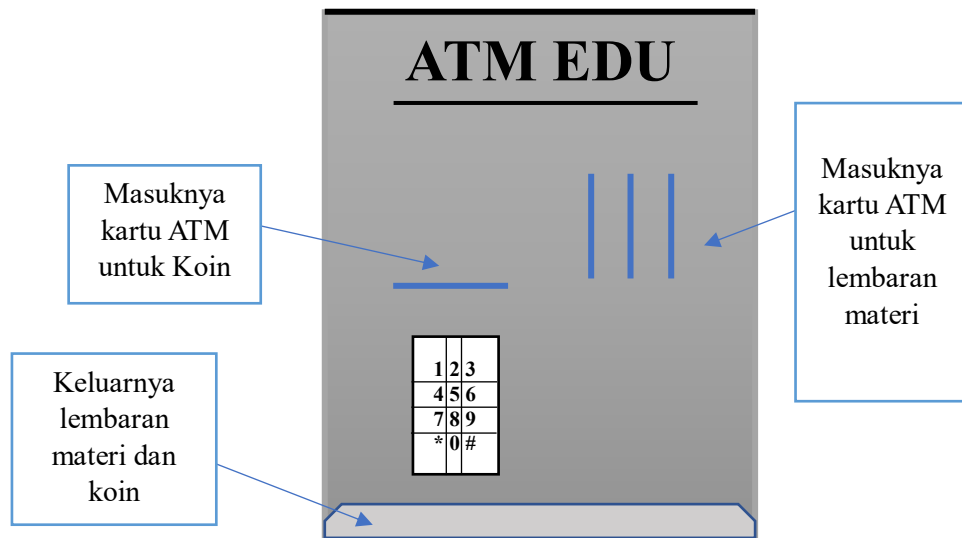 ATM EDU
Masuknya
kartu ATM
untuk Koin
Masuknya
kartu ATM
untuk
lembaran
materi
1 2 3
4 5 6
7 8 9
* 0 #
Keluarnya
lembaran
materi dan
koin